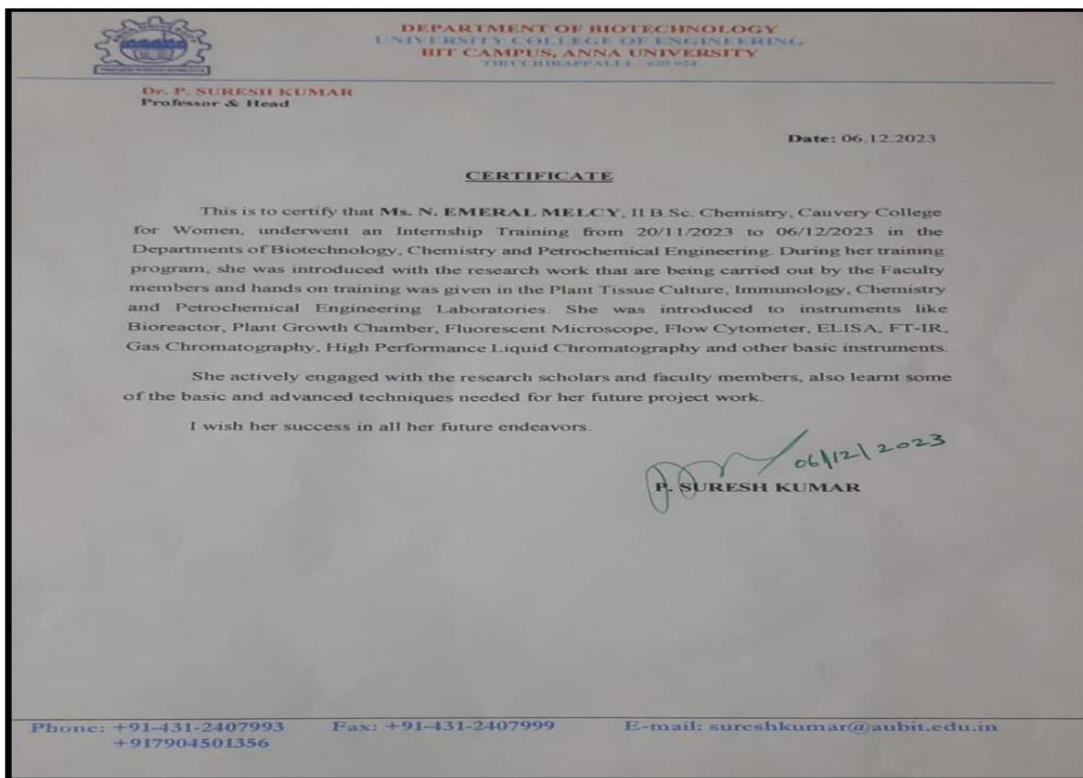 DEPARTMENT OF BIOTECHNOLOGY
UNIVERSITY COLLEGE OF ENGINEERING
BIT CAMPUS, ANNA UNIVERSITY
TIRUCHIRAPPALLI - 620 024
Dr. P. SURESH KUMAR
Professor & Head
Date: 06.12.2023
CERTIFICATE
This is to certify that Ms. N. EMERAL MELCY, II B.Sc. Chemistry, Cauvery College
for Women, underwent an Internship Training from 20/11/2023 to 06/12/2023 in the
Departments of Biotechnology, Chemistry and Petrochemical Engineering. During her training
program, she was introduced with the research work that are being carried out by the Faculty
members and hands on training was given in the Plant Tissue Culture, Immunology, Chemistry
and Petrochemical Engineering Laboratories. She was introduced to instruments like
Bioreactor, Plant Growth Chamber, Fluorescent Microscope, Flow Cytometer, ELISA, FT-IR,
Gas Chromatography, High Performance Liquid Chromatography and other basic instruments.
She actively engaged with the research scholars and faculty members, also learnt some
of the basic and advanced techniques needed for her future project work.
I wish her success in all her future endeavors.
06/12/2023
P. SURESH KUMAR
Phone: +91-431-2407993 Fax: +91-431-2407999 E-mail: sureshkumar@aubit.edu.in
+917904501356